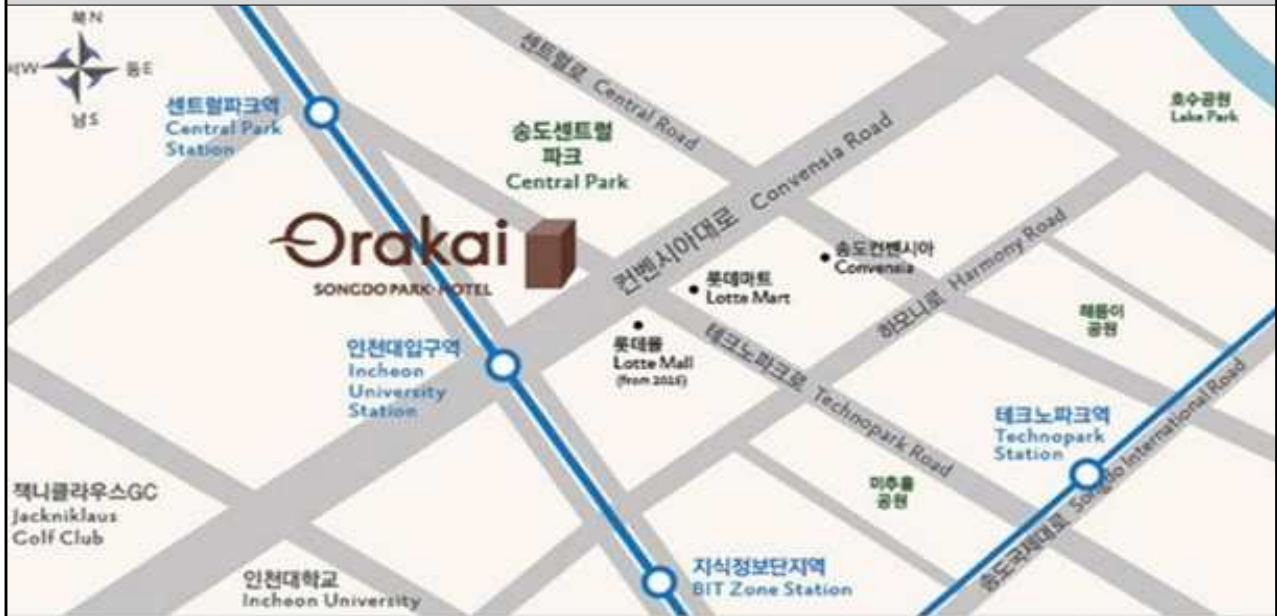 북N
서W
동E
남S
센트럴파크역
Central Park
Station
센트럴로 Central Road
송도센트럴
파크
Central Park
컨벤시아대로 Convensia Road
호수공원
Lake Park
Orakai
SONGDO PARK HOTEL
송도컨벤시아
Convensia
롯데마트
Lotte Mart
하모니로 Harmony Road
해돋이
공원
롯데몰
Lotte Mall
인천대입구역
Incheon
University
Station
테크노파크로 Technopark Road
테크노파크역
Technopark
Station
송도국제대로 Songdo International Road
미추홀
공원
잭니클라우스GC
Jackniklaus
Golf Club
인천대학교
Incheon University
지식정보단지역
BIT Zone Station